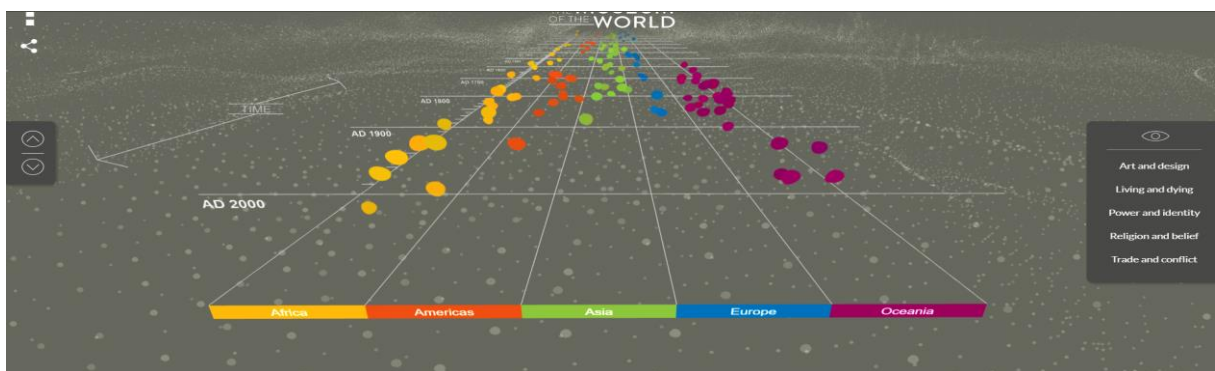 OF THE WORLD
TIME
AD 1800
AD 1900
AD 2000
Art and design
Living and dying
Power and identity
Religion and belief
Trade and conflict
Africa
Americas
Asia
Europe
Oceania